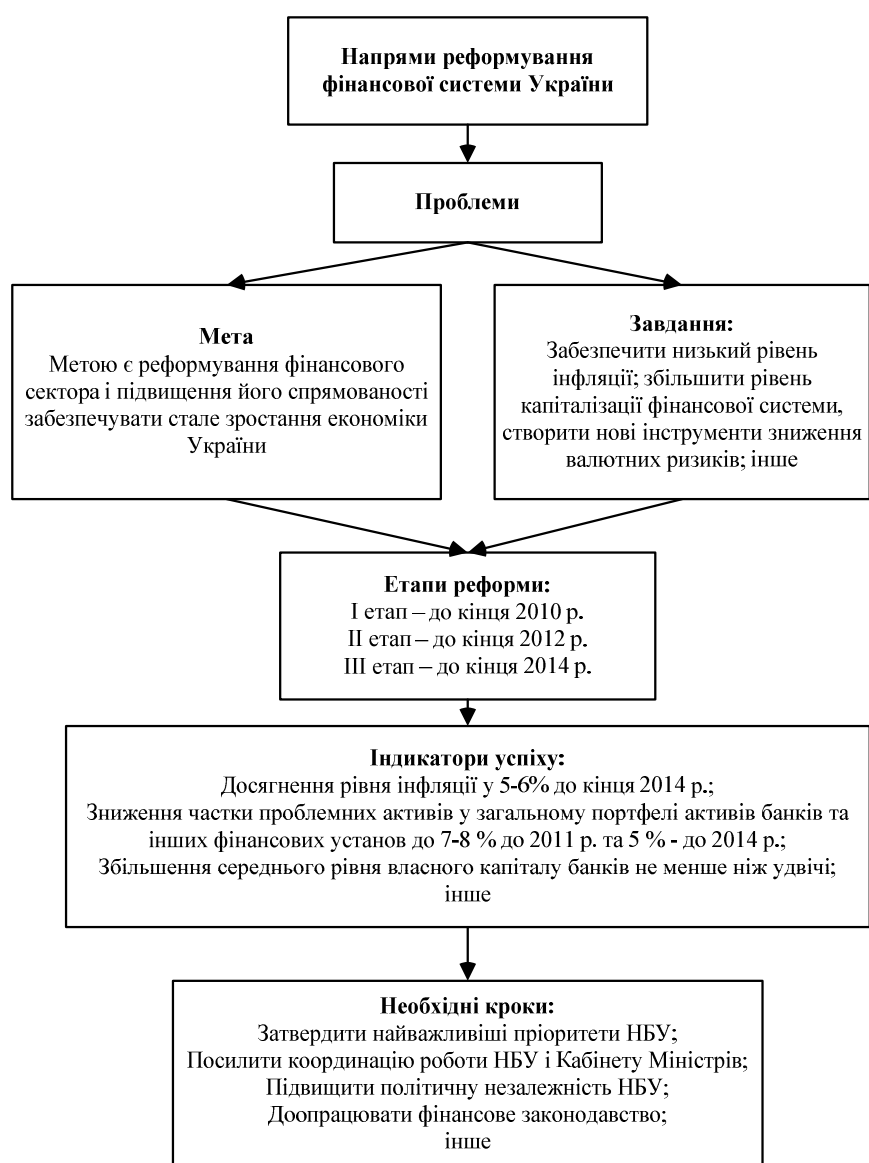 Напрями реформування
фінансової системи України
Проблеми
Мета
Метою є реформування фінансового
сектора і підвищення його спрямованості
забезпечувати стале зростання економіки
України
Завдання:
Забезпечити низький рівень
інфляції; збільшити рівень
капіталізації фінансової системи,
створити нові інструменти зниження
валютних ризиків; інше
Етапи реформи:
І етап – до кінця 2010 р.
ІІ етап – до кінця 2012 р.
ІІІ етап – до кінця 2014 р.
Індикатори успіху:
Досягнення рівня інфляції у 5-6% до кінця 2014 р.;
Зниження частки проблемних активів у загальному портфелі активів банків та
інших фінансових установ до 7-8 % до 2011 р. та 5 % - до 2014 р.;
Збільшення середнього рівня власного капіталу банків не менше ніж удвічі;
інше
Необхідні кроки:
Затвердити найважливіші пріоритети НБУ;
Посилити координацію роботи НБУ і Кабінету Міністрів;
Підвищити політичну незалежність НБУ;
Доопрацювати фінансове законодавство;
інше